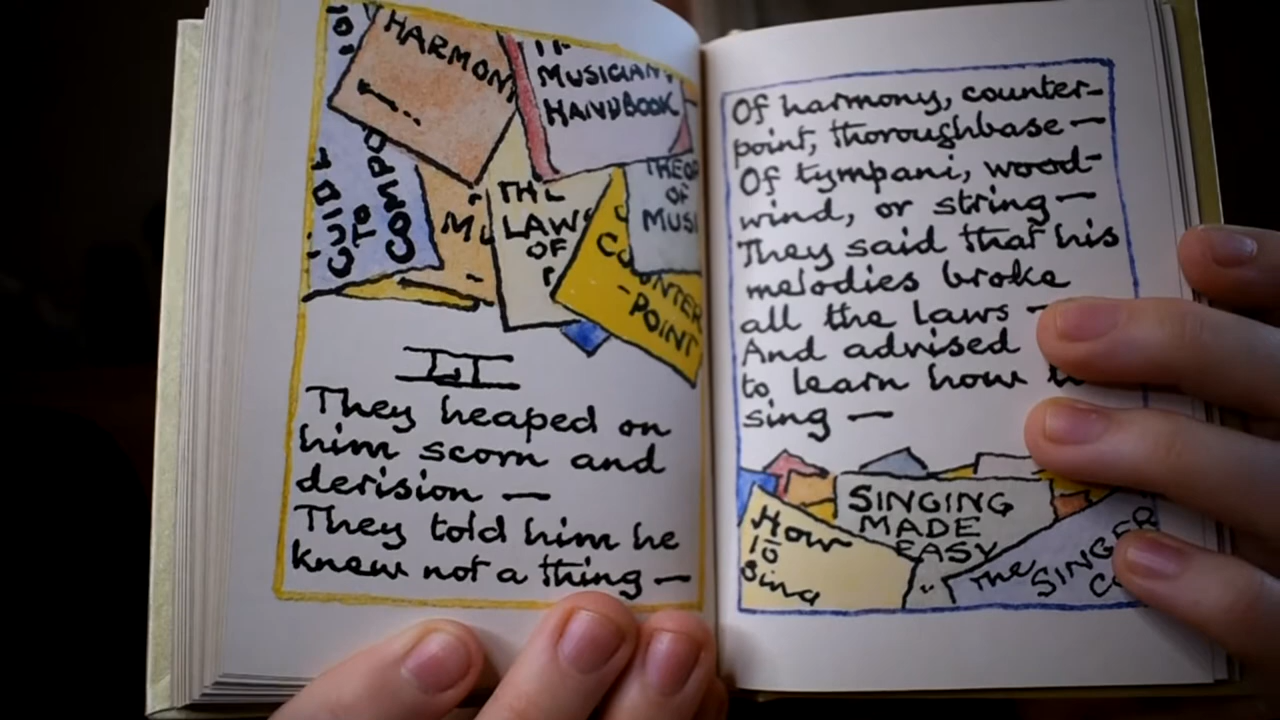 HARMON
MUSICIAN'
HANDBOOK
GUIDE
TO
COMPO
THE
LAWS
OF
THEOR
OF
MUSI
COUNTER
-POINT
II
They heaped on
him scorn and
derision —
They told him he
knew not a thing —
Of harmony, counter-
point, thoroughbase —
Of tympani, wood-
wind, or string —
They said that his
melodies broke
all the laws —
And advised
to learn how
sing —
SINGING
MADE
EASY
How
To
Sing
The SINGER